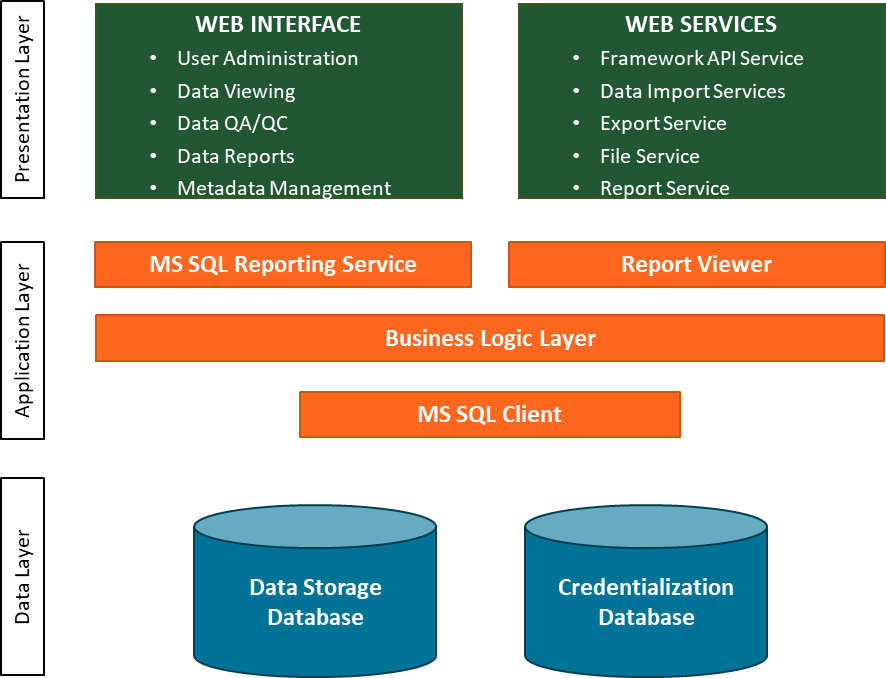 Presentation Layer
WEB INTERFACE
• User Administration
• Data Viewing
• Data QA/QC
• Data Reports
• Metadata Management
WEB SERVICES
• Framework API Service
• Data Import Services
• Export Service
• File Service
• Report Service
Application Layer
MS SQL Reporting Service
Report Viewer
Business Logic Layer
MS SQL Client
Data Layer
Data Storage
Database
Credentialization
Database